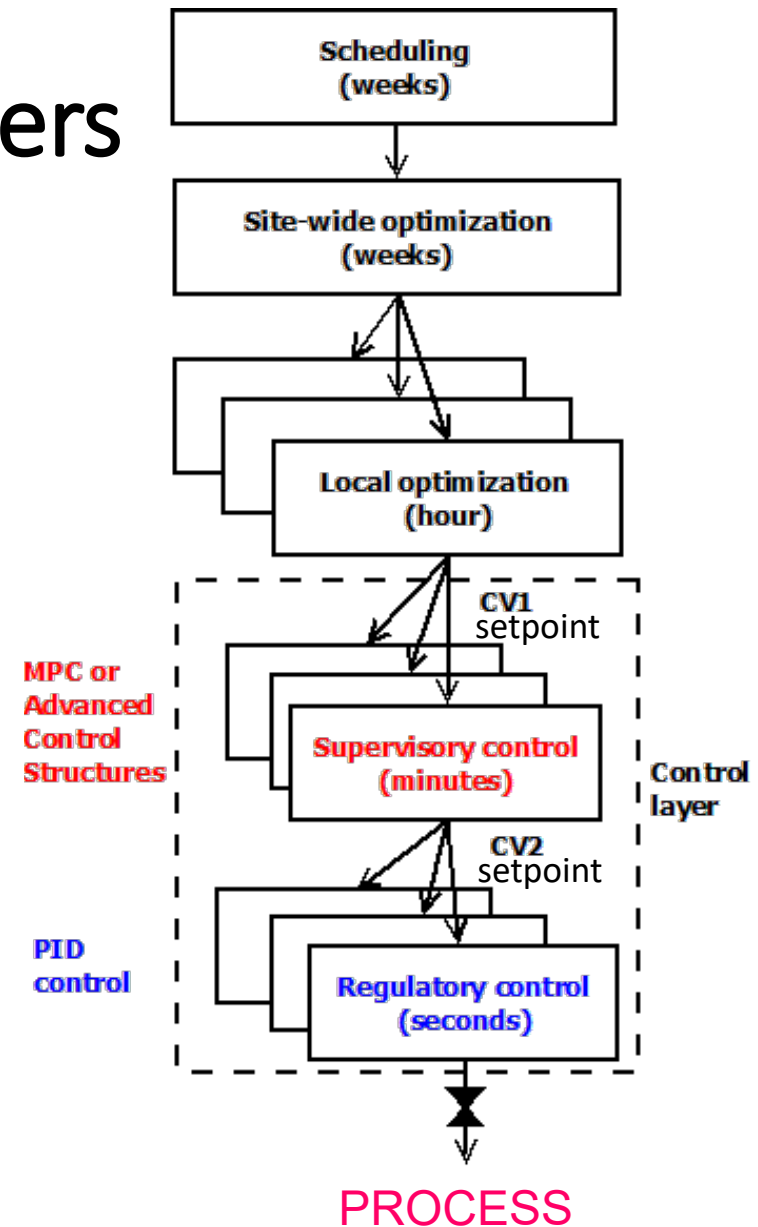 Scheduling
(weeks)
ers
Site-wide optimization
(weeks)
Local optimization
(hour)
CV1
setpoint
MPC or
Advanced
Control
Structures
Supervisory control
(minutes)
Control
layer
CV2
setpoint
PID
control
Regulatory control
(seconds)
PROCESS